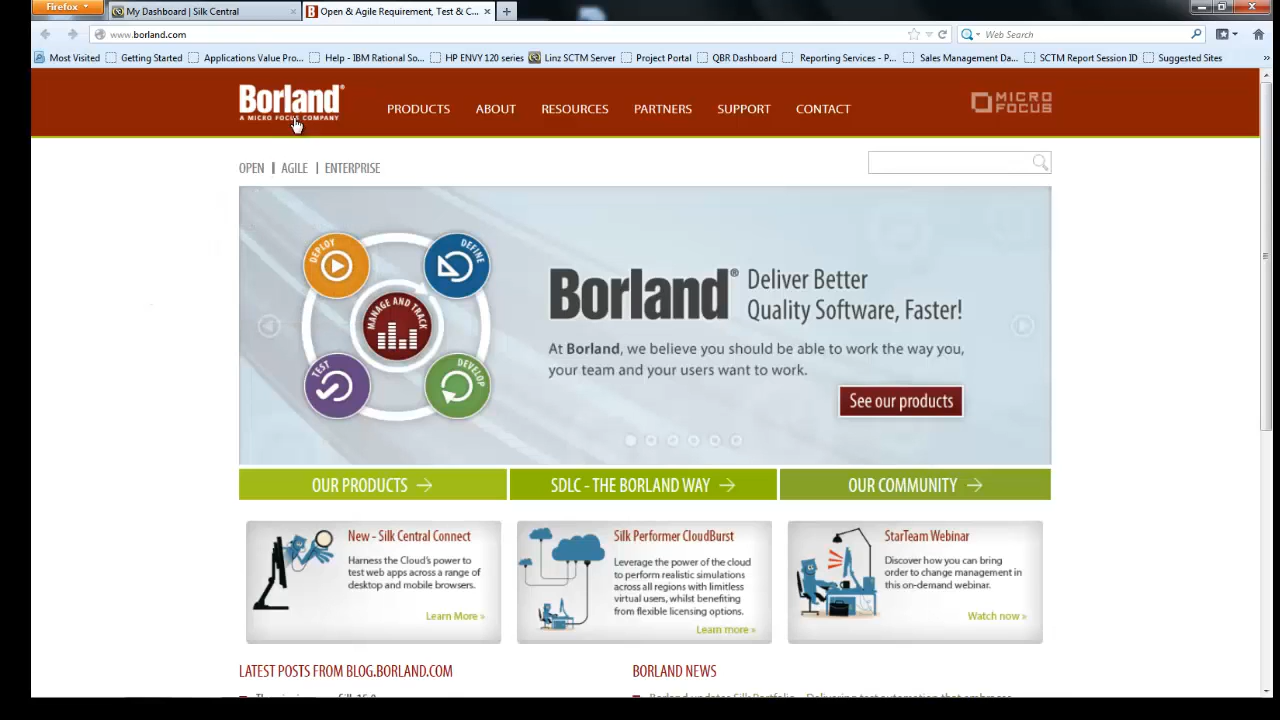 Firefox
My Dashboard | Silk Central
Open & Agile Requirement, Test & C...
www.borland.com
Web Search
Most Visited
Getting Started
Applications Value Pro...
Help - IBM Rational So...
HP ENVY 120 series
Linz SCTM Server
Project Portal
QBR Dashboard
Reporting Services - P...
Sales Management Da...
SCTM Report Session ID
Suggested Sites
Borland®
A MICRO FOCUS COMPANY
PRODUCTS
ABOUT
RESOURCES
PARTNERS
SUPPORT
CONTACT
MICRO
FOCUS
OPEN | AGILE | ENTERPRISE
DEPLOY
DEFINE
MANAGE AND TRACK
TEST
DEVELOP
Borland®
Deliver Better
Quality Software, Faster!
At Borland, we believe you should be able to work the way you,
your team and your users want to work.
See our products
OUR PRODUCTS
SDLC - THE BORLAND WAY
OUR COMMUNITY
New - Silk Central Connect
Harness the Cloud's power to
test web apps across a range of
desktop and mobile browsers.
Learn More »
Silk Performer CloudBurst
Leverage the power of the cloud
to perform realistic simulations
across all regions with limitless
virtual users, whilst benefiting
from flexible licensing options.
Learn more »
StarTeam Webinar
Discover how you can bring
order to change management in
this on-demand webinar.
Watch now »
LATEST POSTS FROM BLOG.BORLAND.COM
BORLAND NEWS
Borland updates Silk Portfolio – Delivering test automation that embraces